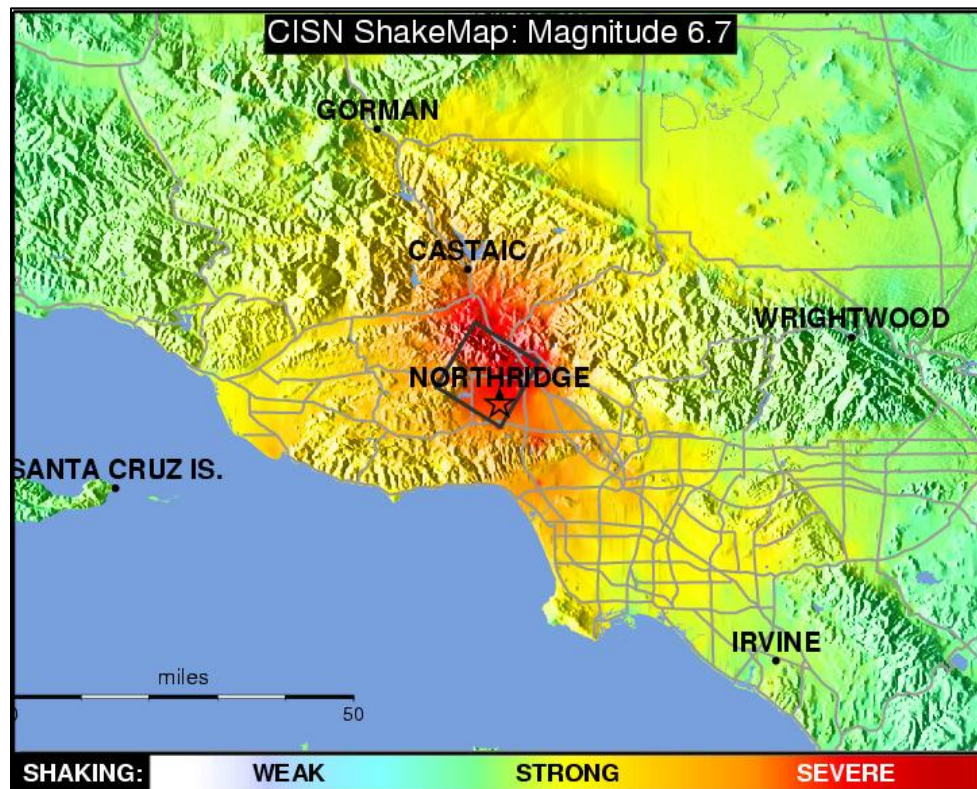 CISN ShakeMap: Magnitude 6.7
GORMAN
CASTAIC
WRIGHTWOOD
NORTHRIDGE
SANTA CRUZ IS.
IRVINE
miles
0 50
SHAKING: WEAK STRONG SEVERE